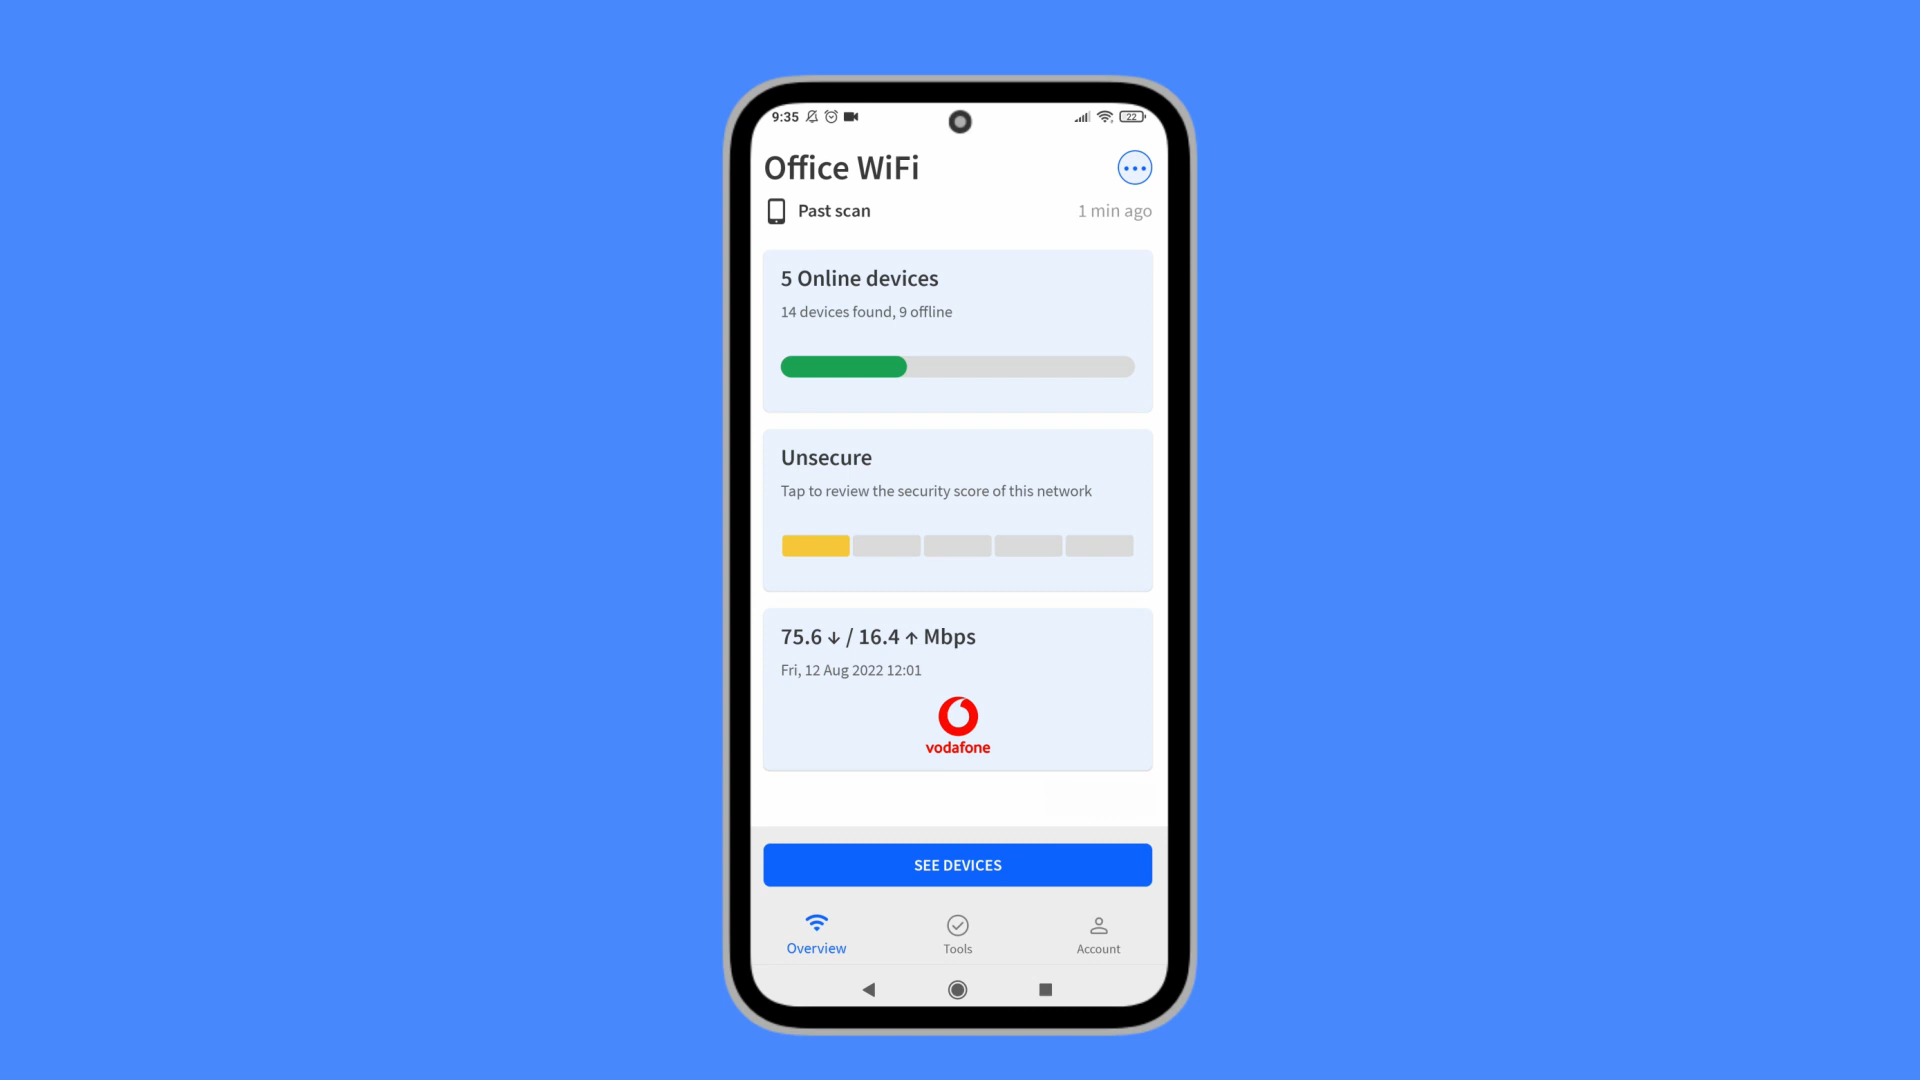 9:35
22
Office WiFi
Past scan
1 min ago
5 Online devices
14 devices found, 9 offline
Unsecure
Tap to review the security score of this network
75.6 ↓ / 16.4 ↑ Mbps
Fri, 12 Aug 2022 12:01
vodafone
SEE DEVICES
Overview
Tools
Account